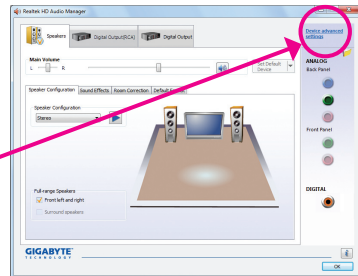 Realtek HD Audio Manager
Speakers
Digital Output(RCA)
Digital Output
Device advanced
settings
Main Volume
L
R
Set Default
Device
ANALOG
Back Panel
Speaker Configuration
Sound Effects
Room Correction
Default Format
Speaker Configuration
Stereo
Front Panel
Full-range Speakers
Front left and right
Surround speakers
DIGITAL
GIGABYTE
TECHNOLOGY
i
OK